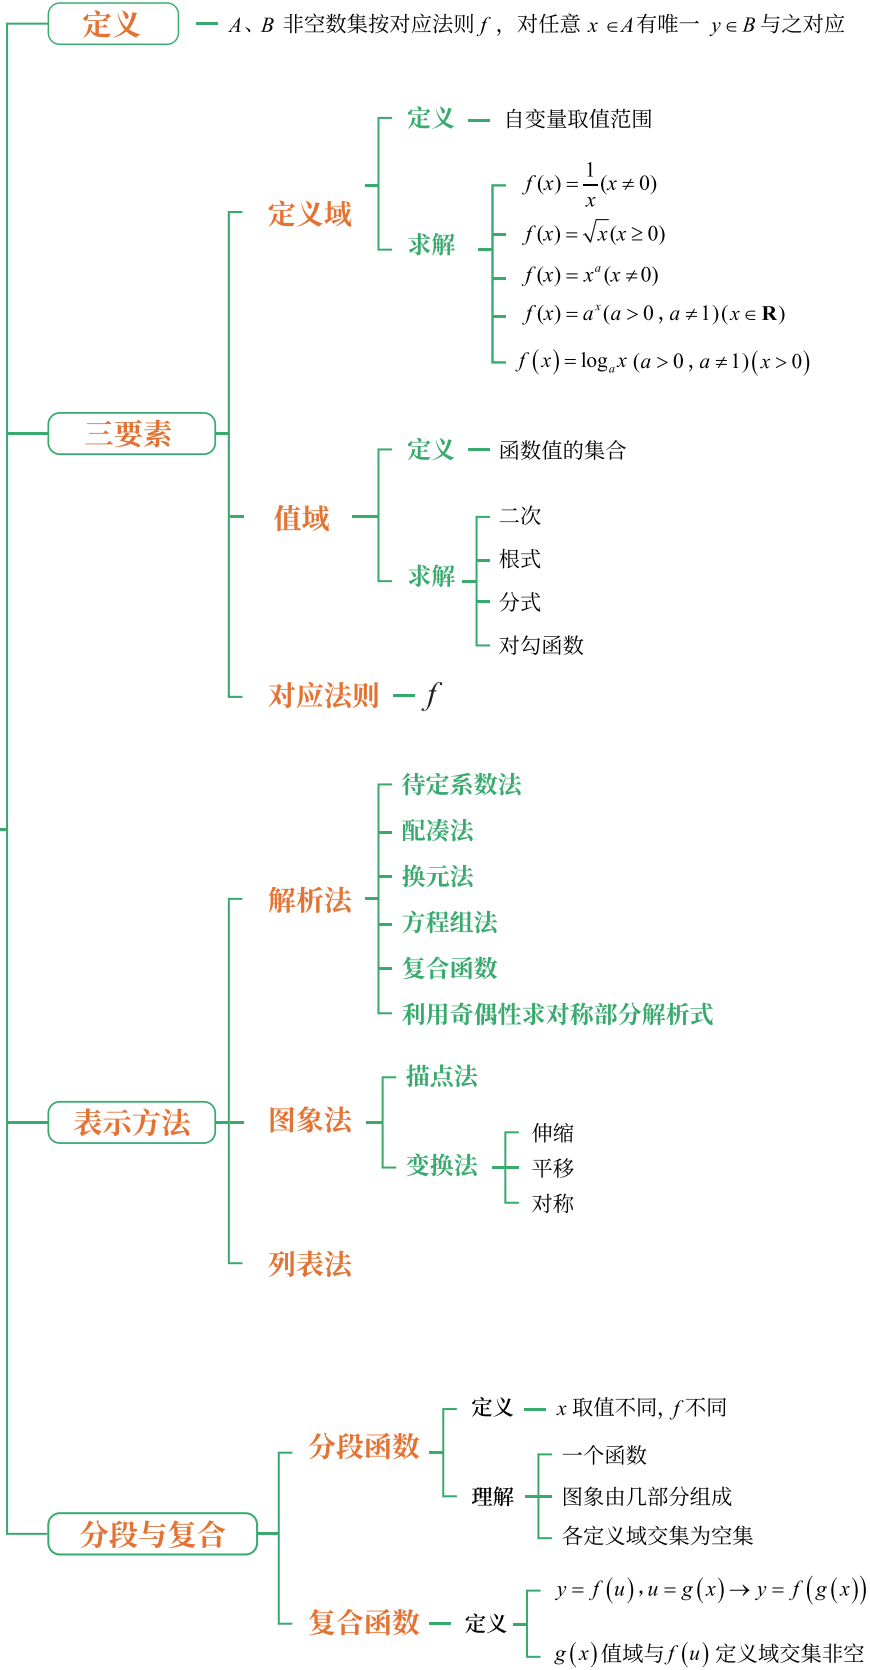 定义
A、B 非空数集按对应法则 f，对任意 x ∈ A 有唯一 y ∈ B 与之对应
定义
自变量取值范围
定义域
f(x) = 1/x (x ≠ 0)
求解
f(x) = √x (x ≥ 0)
f(x) = x^a (x ≠ 0)
f(x) = a^x (a > 0 , a ≠ 1)(x ∈ R)
f(x) = log_a x (a > 0 , a ≠ 1)(x > 0)
三要素
定义
函数值的集合
值域
二次
求解
根式
分式
对勾函数
对应法则
f
待定系数法
配凑法
解析法
换元法
方程组法
复合函数
利用奇偶性求对称部分解析式
表示方法
图象法
描点法
变换法
伸缩
平移
对称
列表法
分段函数
定义
x 取值不同, f 不同
理解
一个函数
图象由几部分组成
各定义域交集为空集
分段与复合
复合函数
定义
y = f(u) , u = g(x) → y = f(g(x))
g(x) 值域与 f(u) 定义域交集非空